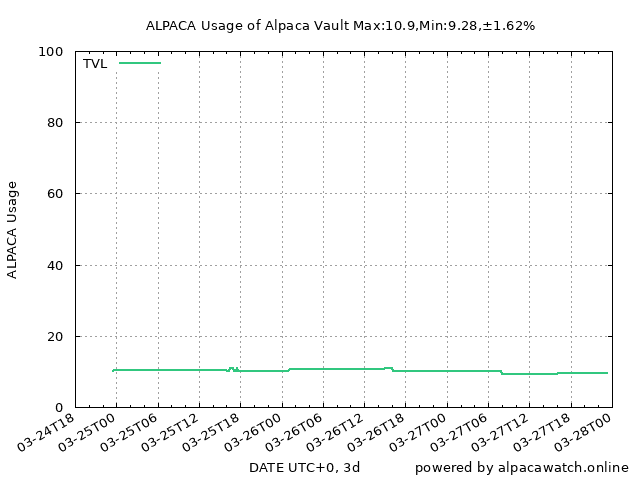 ALPACA Usage of Alpaca Vault Max:10.9,Min:9.28,±1.62%
100
TVL
80
60
ALPACA Usage
40
20
0
03-24T18 03-25T00 03-25T06 03-25T12 03-25T18 03-26T00 03-26T06 03-26T12 03-26T18 03-27T00 03-27T06 03-27T12 03-27T18 03-28T00
DATE UTC+0, 3d powered by alpacawatch.online